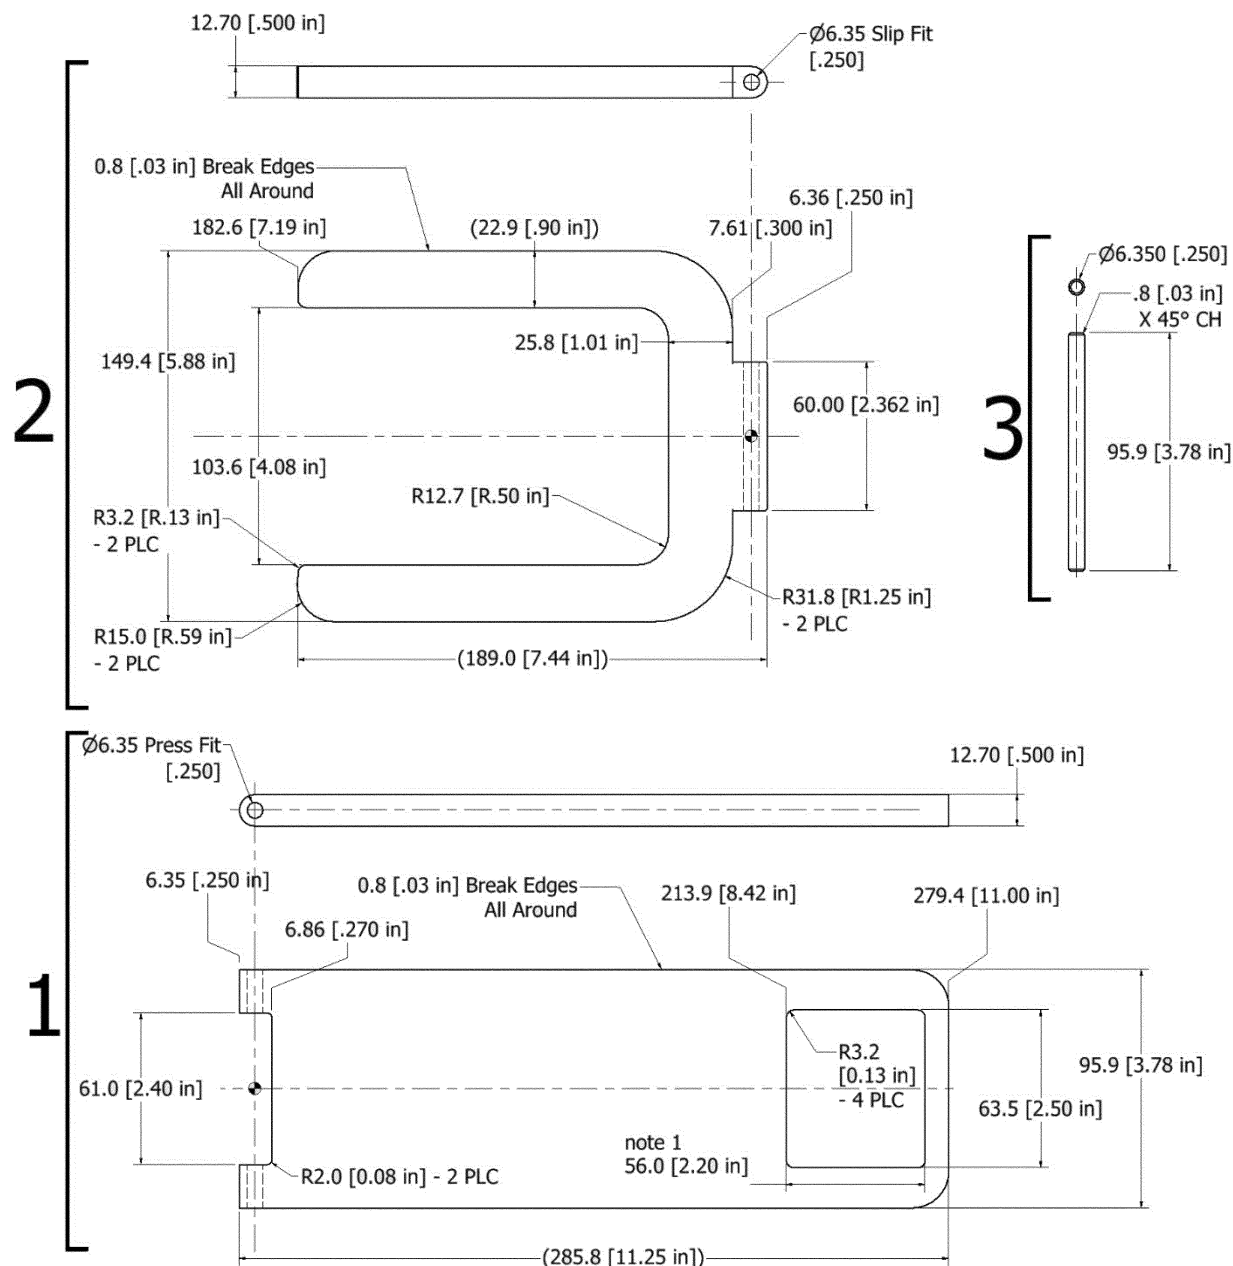 12.70 [.500 in]
Ø6.35 Slip Fit
[.250]
2
0.8 [.03 in] Break Edges
All Around
182.6 [7.19 in]
(22.9 [.90 in])
7.61 [.300 in]
6.36 [.250 in]
149.4 [5.88 in]
25.8 [1.01 in]
60.00 [2.362 in]
103.6 [4.08 in]
R12.7 [R.50 in]
R3.2 [R.13 in]
- 2 PLC
R15.0 [R.59 in]
- 2 PLC
R31.8 [R1.25 in]
- 2 PLC
(189.0 [7.44 in])
3
Ø6.350 [.250]
.8 [.03 in]
X 45° CH
95.9 [3.78 in]
1
Ø6.35 Press Fit
[.250]
12.70 [.500 in]
6.35 [.250 in]
6.86 [.270 in]
0.8 [.03 in] Break Edges
All Around
213.9 [8.42 in]
279.4 [11.00 in]
61.0 [2.40 in]
R3.2
[0.13 in]
- 4 PLC
95.9 [3.78 in]
63.5 [2.50 in]
note 1
56.0 [2.20 in]
R2.0 [0.08 in] - 2 PLC
(285.8 [11.25 in])